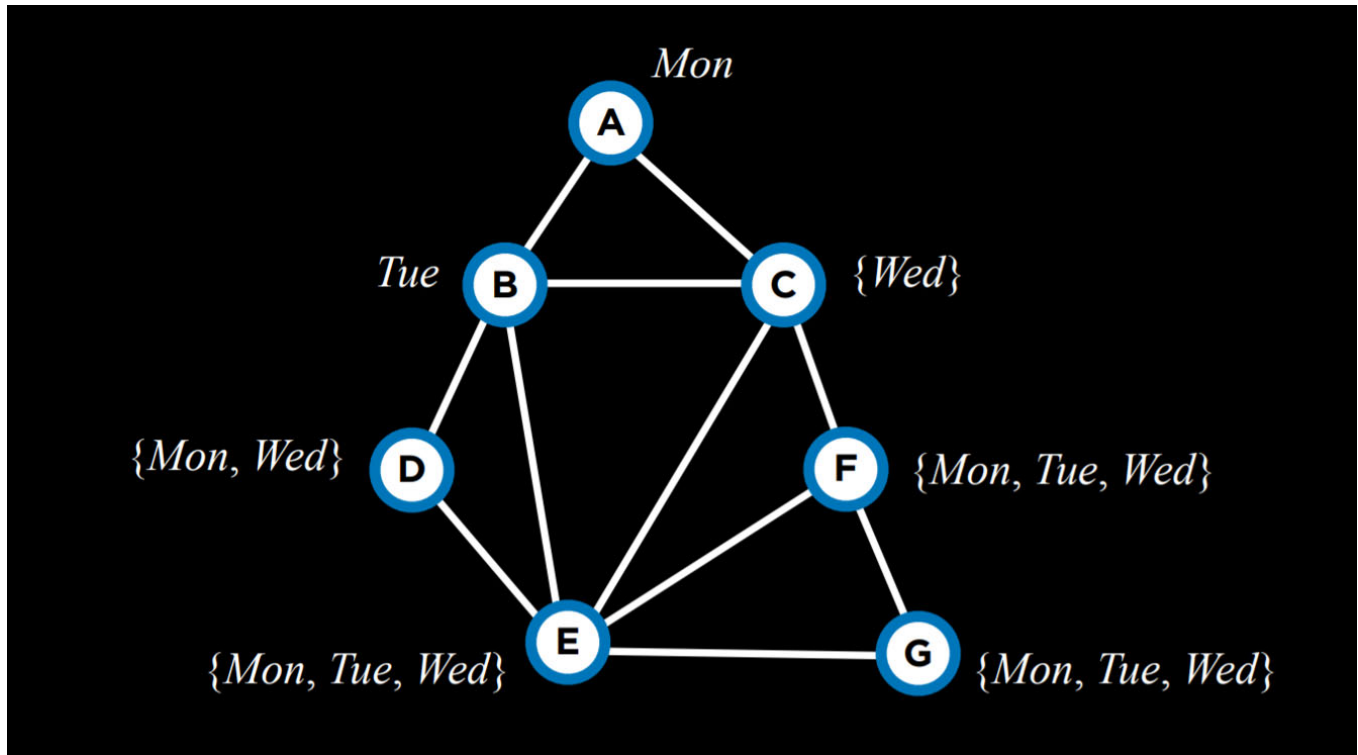 Mon
A
Tue
B
C
{Wed}
{Mon, Wed}
D
F
{Mon, Tue, Wed}
{Mon, Tue, Wed}
E
G
{Mon, Tue, Wed}